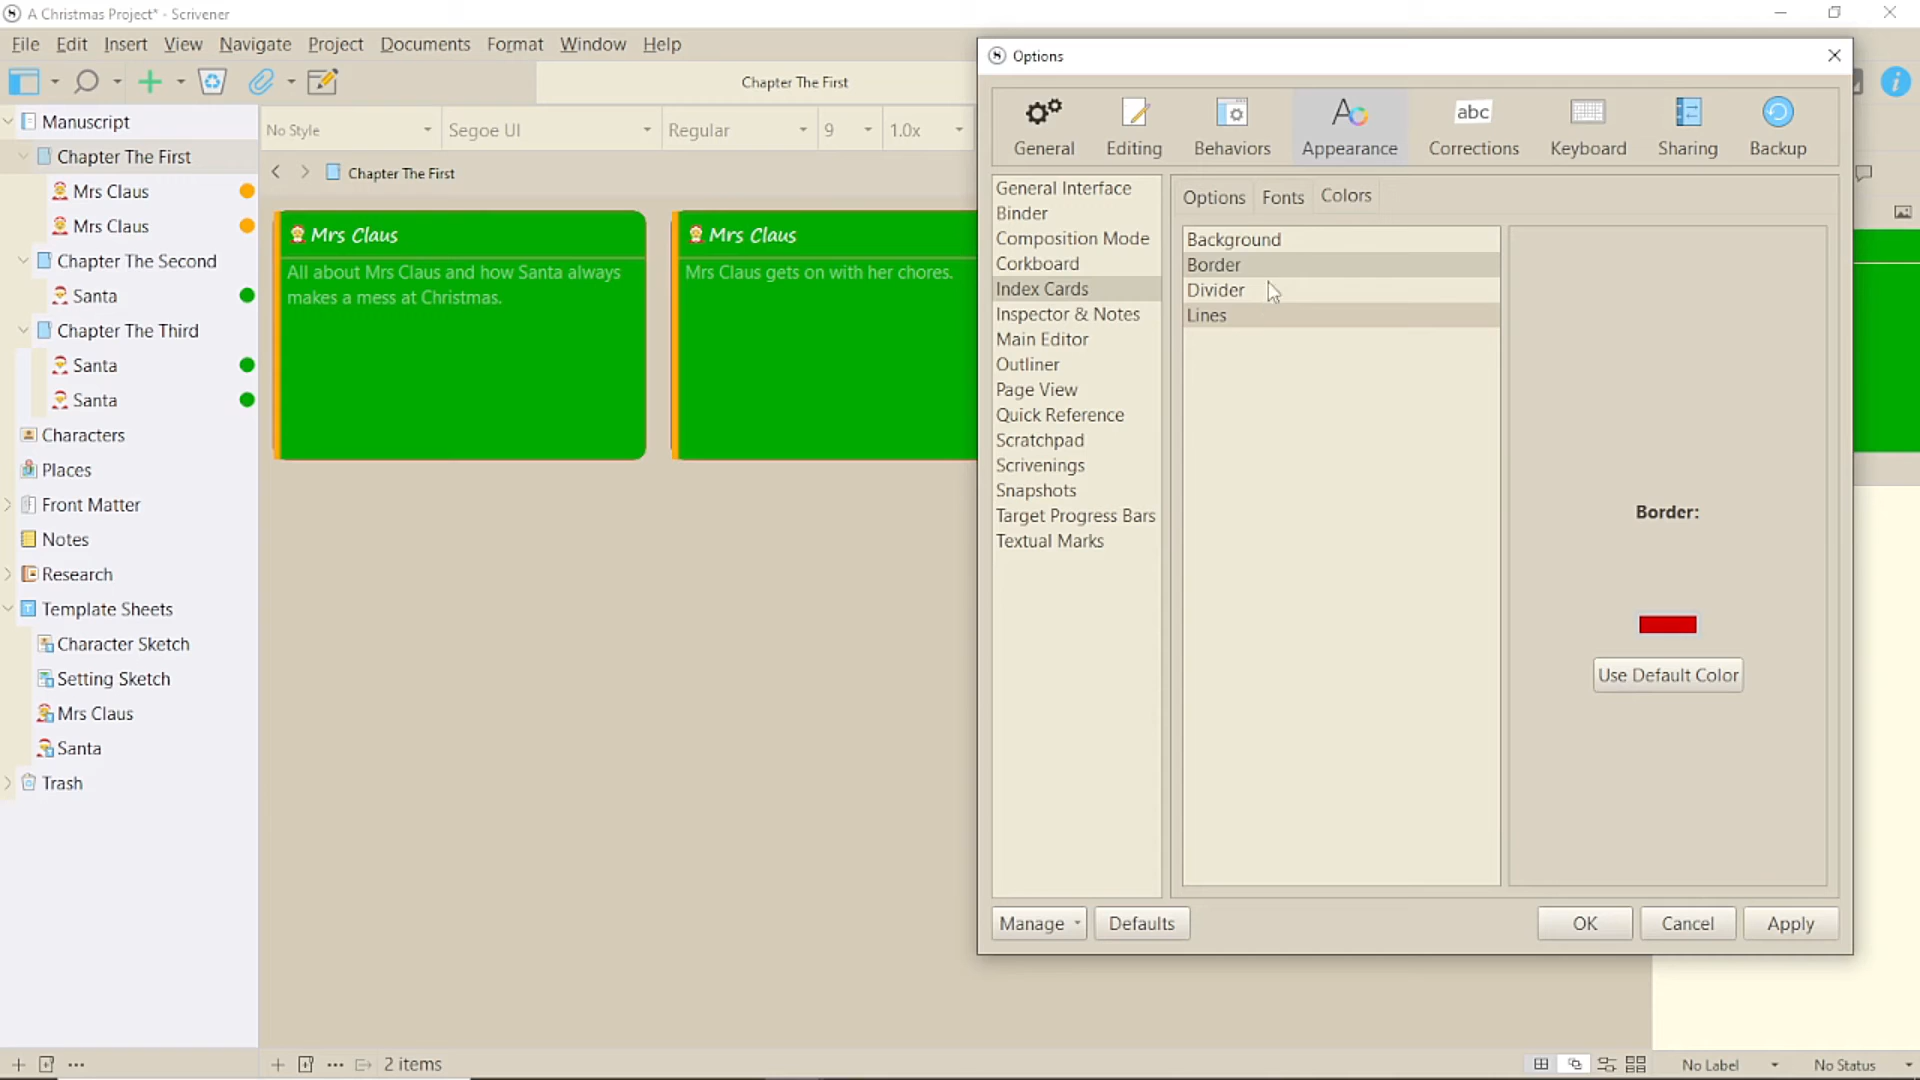 A Christmas Project* - Scrivener
File Edit Insert View Navigate Project Documents Format Window Help
Chapter The First
No Style Segoe UI Regular 9 1.0x
Chapter The First
Manuscript
Chapter The First
Mrs Claus
Mrs Claus
Chapter The Second
Santa
Chapter The Third
Santa
Santa
Characters
Places
Front Matter
Notes
Research
Template Sheets
Character Sketch
Setting Sketch
Mrs Claus
Santa
Trash
Mrs Claus
All about Mrs Claus and how Santa always
makes a mess at Christmas.
Mrs Claus
Mrs Claus gets on with her chores.
Options
General Editing Behaviors Appearance abc Corrections Keyboard Sharing Backup
General Interface
Binder
Composition Mode
Corkboard
Index Cards
Inspector & Notes
Main Editor
Outliner
Page View
Quick Reference
Scratchpad
Scrivenings
Snapshots
Target Progress Bars
Textual Marks
Options Fonts Colors
Background
Border
Divider
Lines
Border:
Use Default Color
Manage Defaults OK Cancel Apply
2 items
No Label No Status